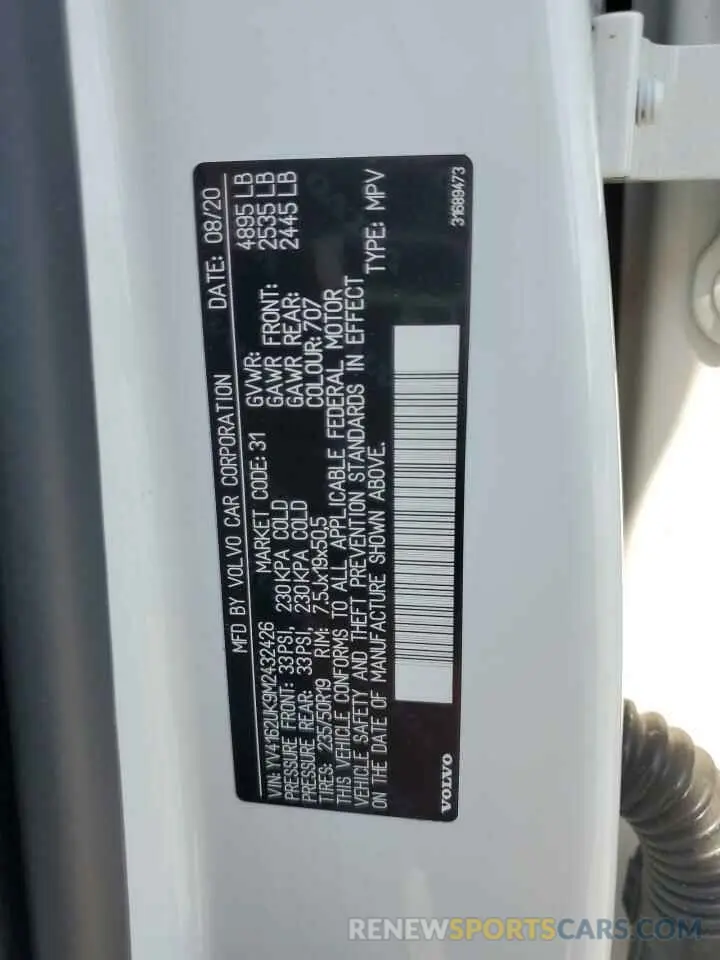 MFD BY VOLVO CAR CORPORATION DATE: 08/20
VIN: YV4162UK9M2432426 MARKET CODE: 31 GVWR: 4895 LB
PRESSURE FRONT: 33PSI, 230KPA COLD GAWR FRONT: 2535 LB
PRESSURE REAR: 33PSI, 230KPA COLD GAWR REAR: 2445 LB
TIRES: 235/50R19 RIM: 7.5Jx19x50,5 COLOUR: 707
THIS VEHICLE CONFORMS TO ALL APPLICABLE FEDERAL MOTOR
VEHICLE SAFETY AND THEFT PREVENTION STANDARDS IN EFFECT
ON THE DATE OF MANUFACTURE SHOWN ABOVE. TYPE: MPV
VOLVO 31689473
RENEWSPORTSCARS.COM